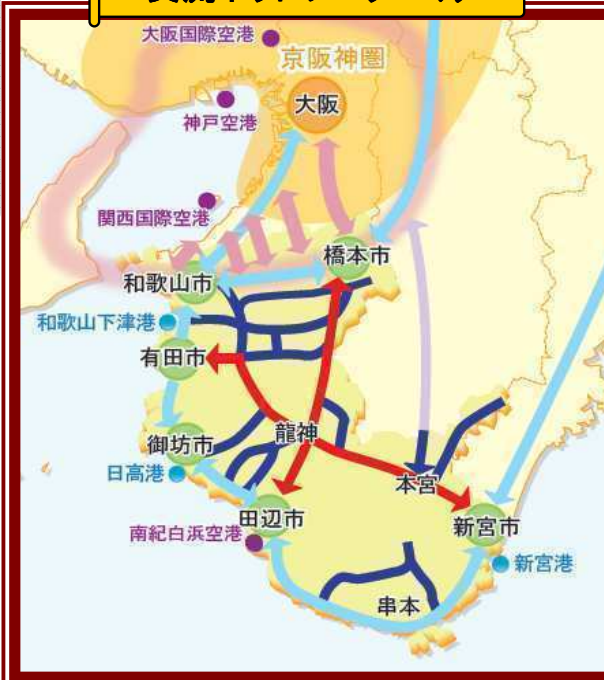 大阪国際空港
京阪神圏
大阪
神戸空港
関西国際空港
橋本市
和歌山市
和歌山下津港
有田市
龍神
御坊市
日高港
本宮
田辺市
新宮市
南紀白浜空港
新宮港
串本